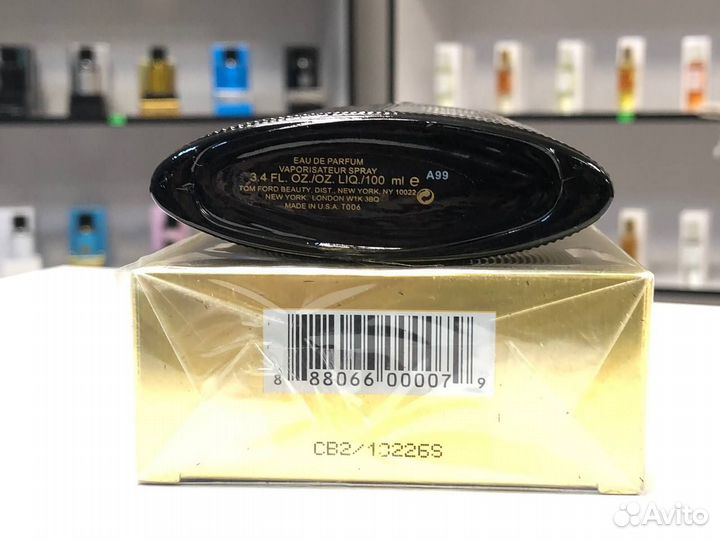 EAU DE PARFUM
VAPORISATEUR SPRAY
3.4 FL. OZ./OZ. LIQ./100 ml e A99
TOM FORD BEAUTY, DIST., NEW YORK, NY 10022
NEW YORK, LONDON W1K 3BQ
MADE IN U.S.A. T006
8 88066 00007 9
CB2/10226S
Avito